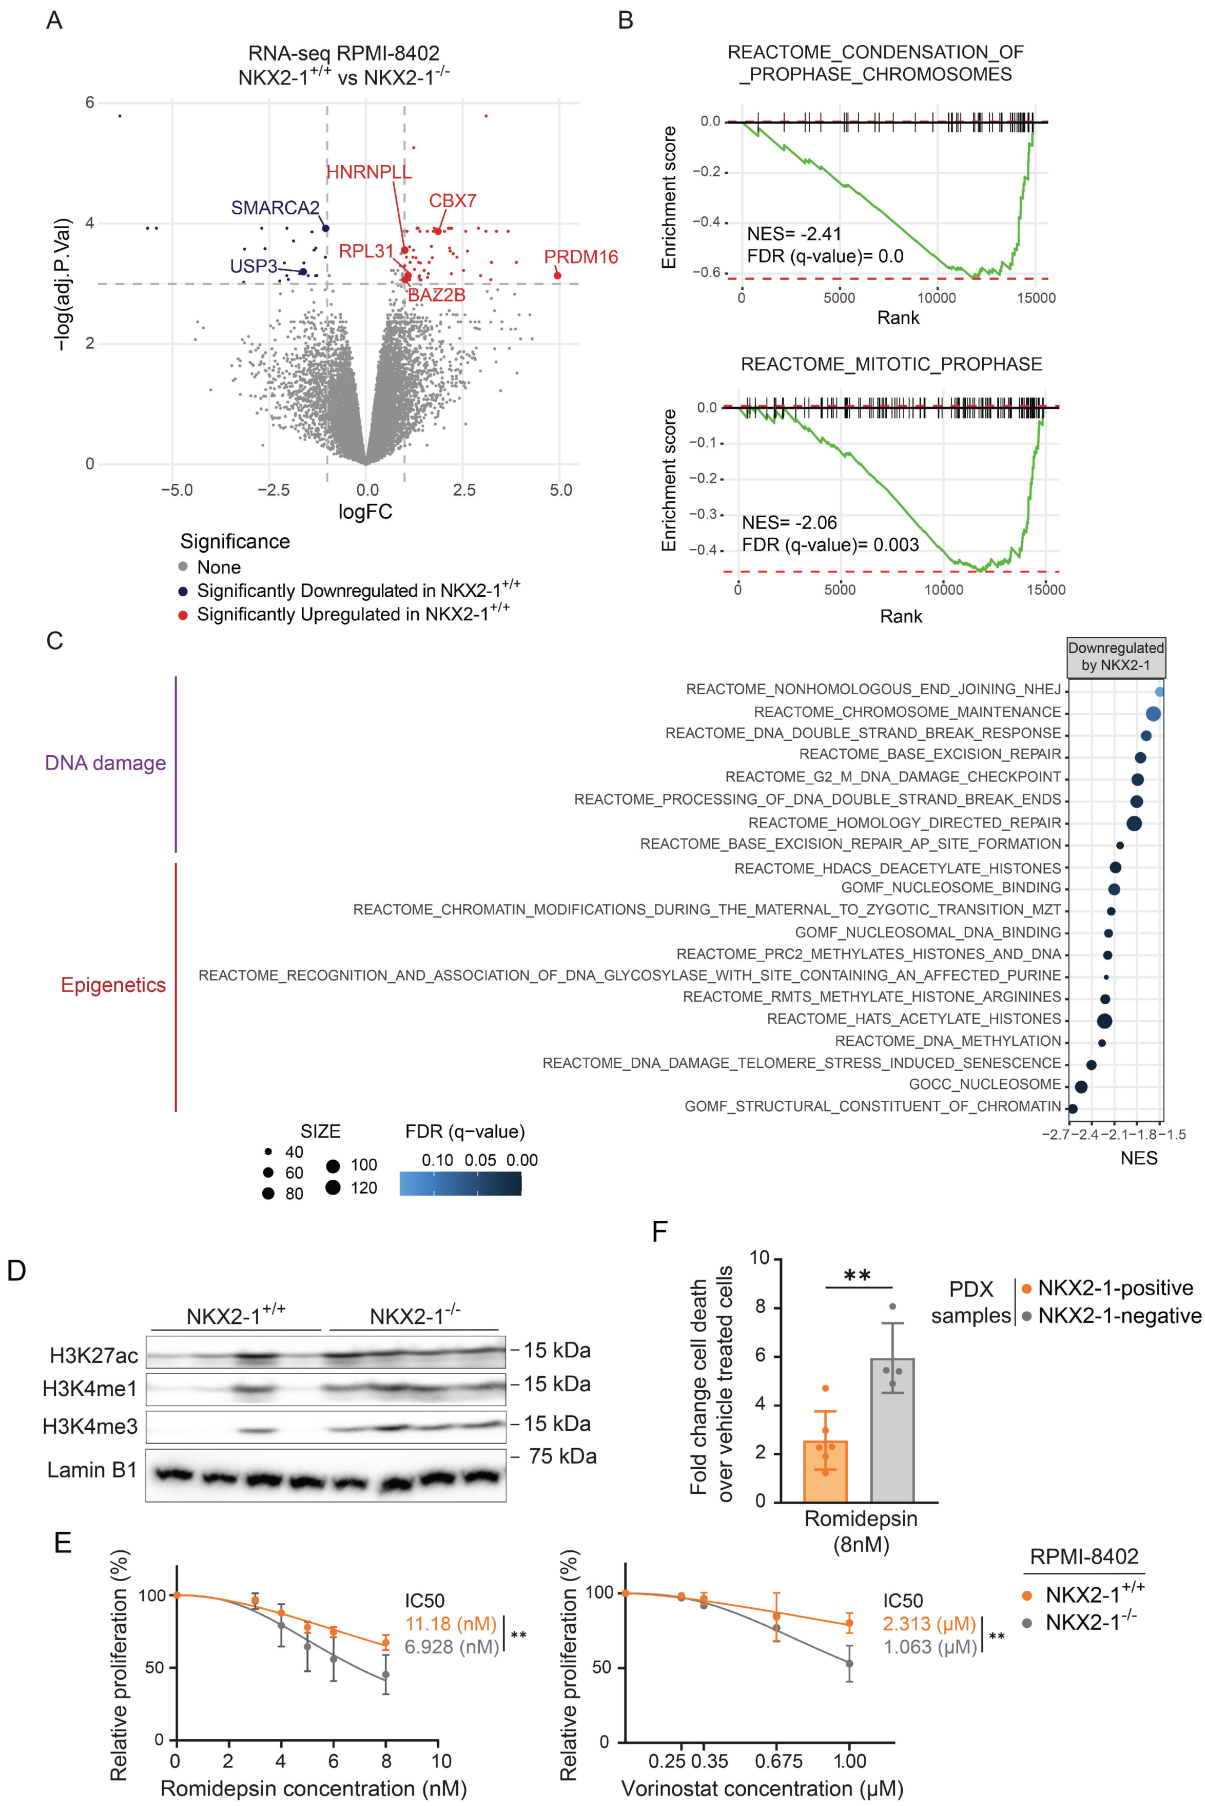 A
RNA-seq RPMI-8402
NKX2-1+/+ vs NKX2-1-/-
−log(adj.P.Val)
6
4
2
0
HNRNPLL
SMARCA2
CBX7
RPL31
USP3
PRDM16
BAZ2B
−5.0
−2.5
0.0
2.5
5.0
logFC
Significance
None
Significantly Downregulated in NKX2-1+/+
Significantly Upregulated in NKX2-1+/+
B
REACTOME_CONDENSATION_OF
_PROPHASE_CHROMOSOMES
Enrichment score
0.0
−0.2
−0.4
−0.6
NES= -2.41
FDR (q-value)= 0.0
0
5000
10000
15000
Rank
REACTOME_MITOTIC_PROPHASE
Enrichment score
0.0
−0.1
−0.2
−0.3
−0.4
NES= -2.06
FDR (q-value)= 0.003
0
5000
10000
15000
Rank
C
Downregulated
by NKX2-1
DNA damage
Epigenetics
REACTOME_NONHOMOLOGOUS_END_JOINING_NHEJ
REACTOME_CHROMOSOME_MAINTENANCE
REACTOME_DNA_DOUBLE_STRAND_BREAK_RESPONSE
REACTOME_BASE_EXCISION_REPAIR
REACTOME_G2_M_DNA_DAMAGE_CHECKPOINT
REACTOME_PROCESSING_OF_DNA_DOUBLE_STRAND_BREAK_ENDS
REACTOME_HOMOLOGY_DIRECTED_REPAIR
REACTOME_BASE_EXCISION_REPAIR_AP_SITE_FORMATION
REACTOME_HDACS_DEACETYLATE_HISTONES
GOMF_NUCLEOSOME_BINDING
REACTOME_CHROMATIN_MODIFICATIONS_DURING_THE_MATERNAL_TO_ZYGOTIC_TRANSITION_MZT
GOMF_NUCLEOSOMAL_DNA_BINDING
REACTOME_PRC2_METHYLATES_HISTONES_AND_DNA
REACTOME_RECOGNITION_AND_ASSOCIATION_OF_DNA_GLYCOSYLASE_WITH_SITE_CONTAINING_AN_AFFECTED_PURINE
REACTOME_RMTS_METHYLATE_HISTONE_ARGININES
REACTOME_HATS_ACETYLATE_HISTONES
REACTOME_DNA_METHYLATION
REACTOME_DNA_DAMAGE_TELOMERE_STRESS_INDUCED_SENESCENCE
GOCC_NUCLEOSOME
GOMF_STRUCTURAL_CONSTITUENT_OF_CHROMATIN
−2.7−2.4−2.1−1.8−1.5
NES
SIZE
40
60
80
100
120
FDR (q−value)
0.10 0.05 0.00
D
NKX2-1+/+
NKX2-1-/-
H3K27ac
15 kDa
H3K4me1
15 kDa
H3K4me3
15 kDa
75 kDa
Lamin B1
F
Fold change cell death
over vehicle treated cells
10
8
6
4
2
0
**
Romidepsin
(8nM)
PDX
samples
NKX2-1-positive
NKX2-1-negative
E
Relative proliferation (%)
100
50
0
0 2 4 6 8 10
Romidepsin concentration (nM)
IC50
11.18 (nM)
6.928 (nM)
**
Relative proliferation (%)
100
50
0
0.25 0.35 0.675 1.00
Vorinostat concentration (µM)
IC50
2.313 (µM)
1.063 (µM)
**
RPMI-8402
NKX2-1+/+
NKX2-1-/-